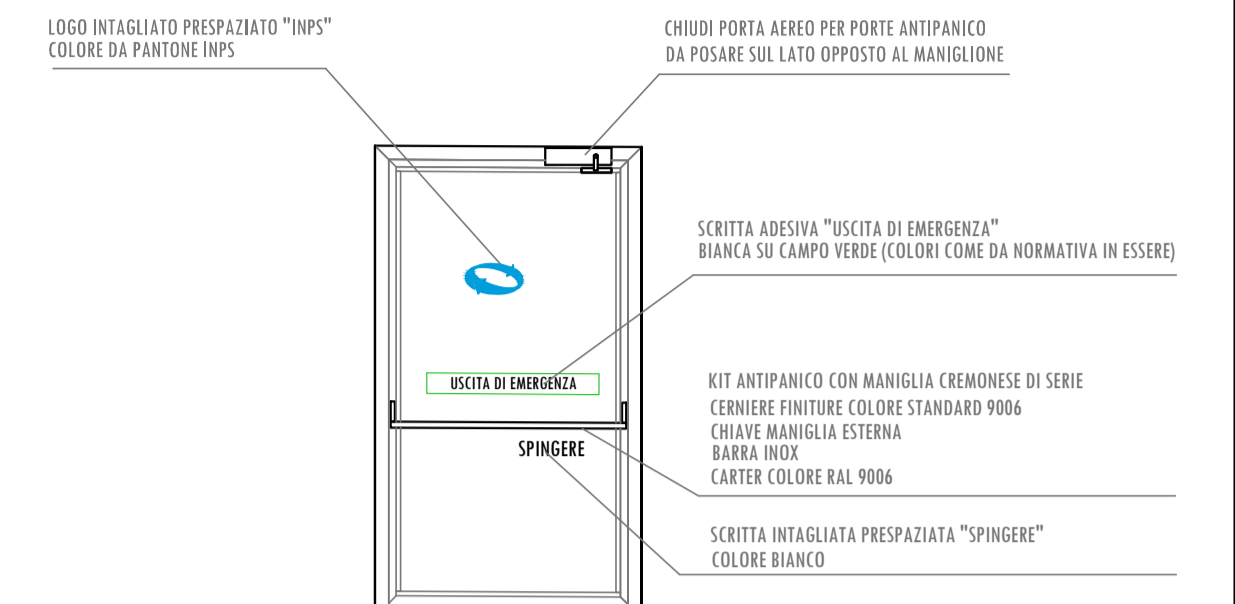 LOGO INTAGLIATO PRESPAZIATO "INPS"
COLORE DA PANTONE INPS
CHIUDI PORTA AEREO PER PORTE ANTIPANICO
DA POSARE SUL LATO OPPOSTO AL MANIGLIONE
SCRITTA ADESIVA "USCITA DI EMERGENZA"
BIANCA SU CAMPO VERDE (COLORI COME DA NORMATIVA IN ESSERE)
USCITA DI EMERGENZA
KIT ANTIPANICO CON MANIGLIA CREMONESE DI SERIE
CERNIERE FINITURE COLORE STANDARD 9006
CHIAVE MANIGLIA ESTERNA
BARRA INOX
CARTER COLORE RAL 9006
SPINGERE
SCRITTA INTAGLIATA PRESPAZIATA "SPINGERE"
COLORE BIANCO